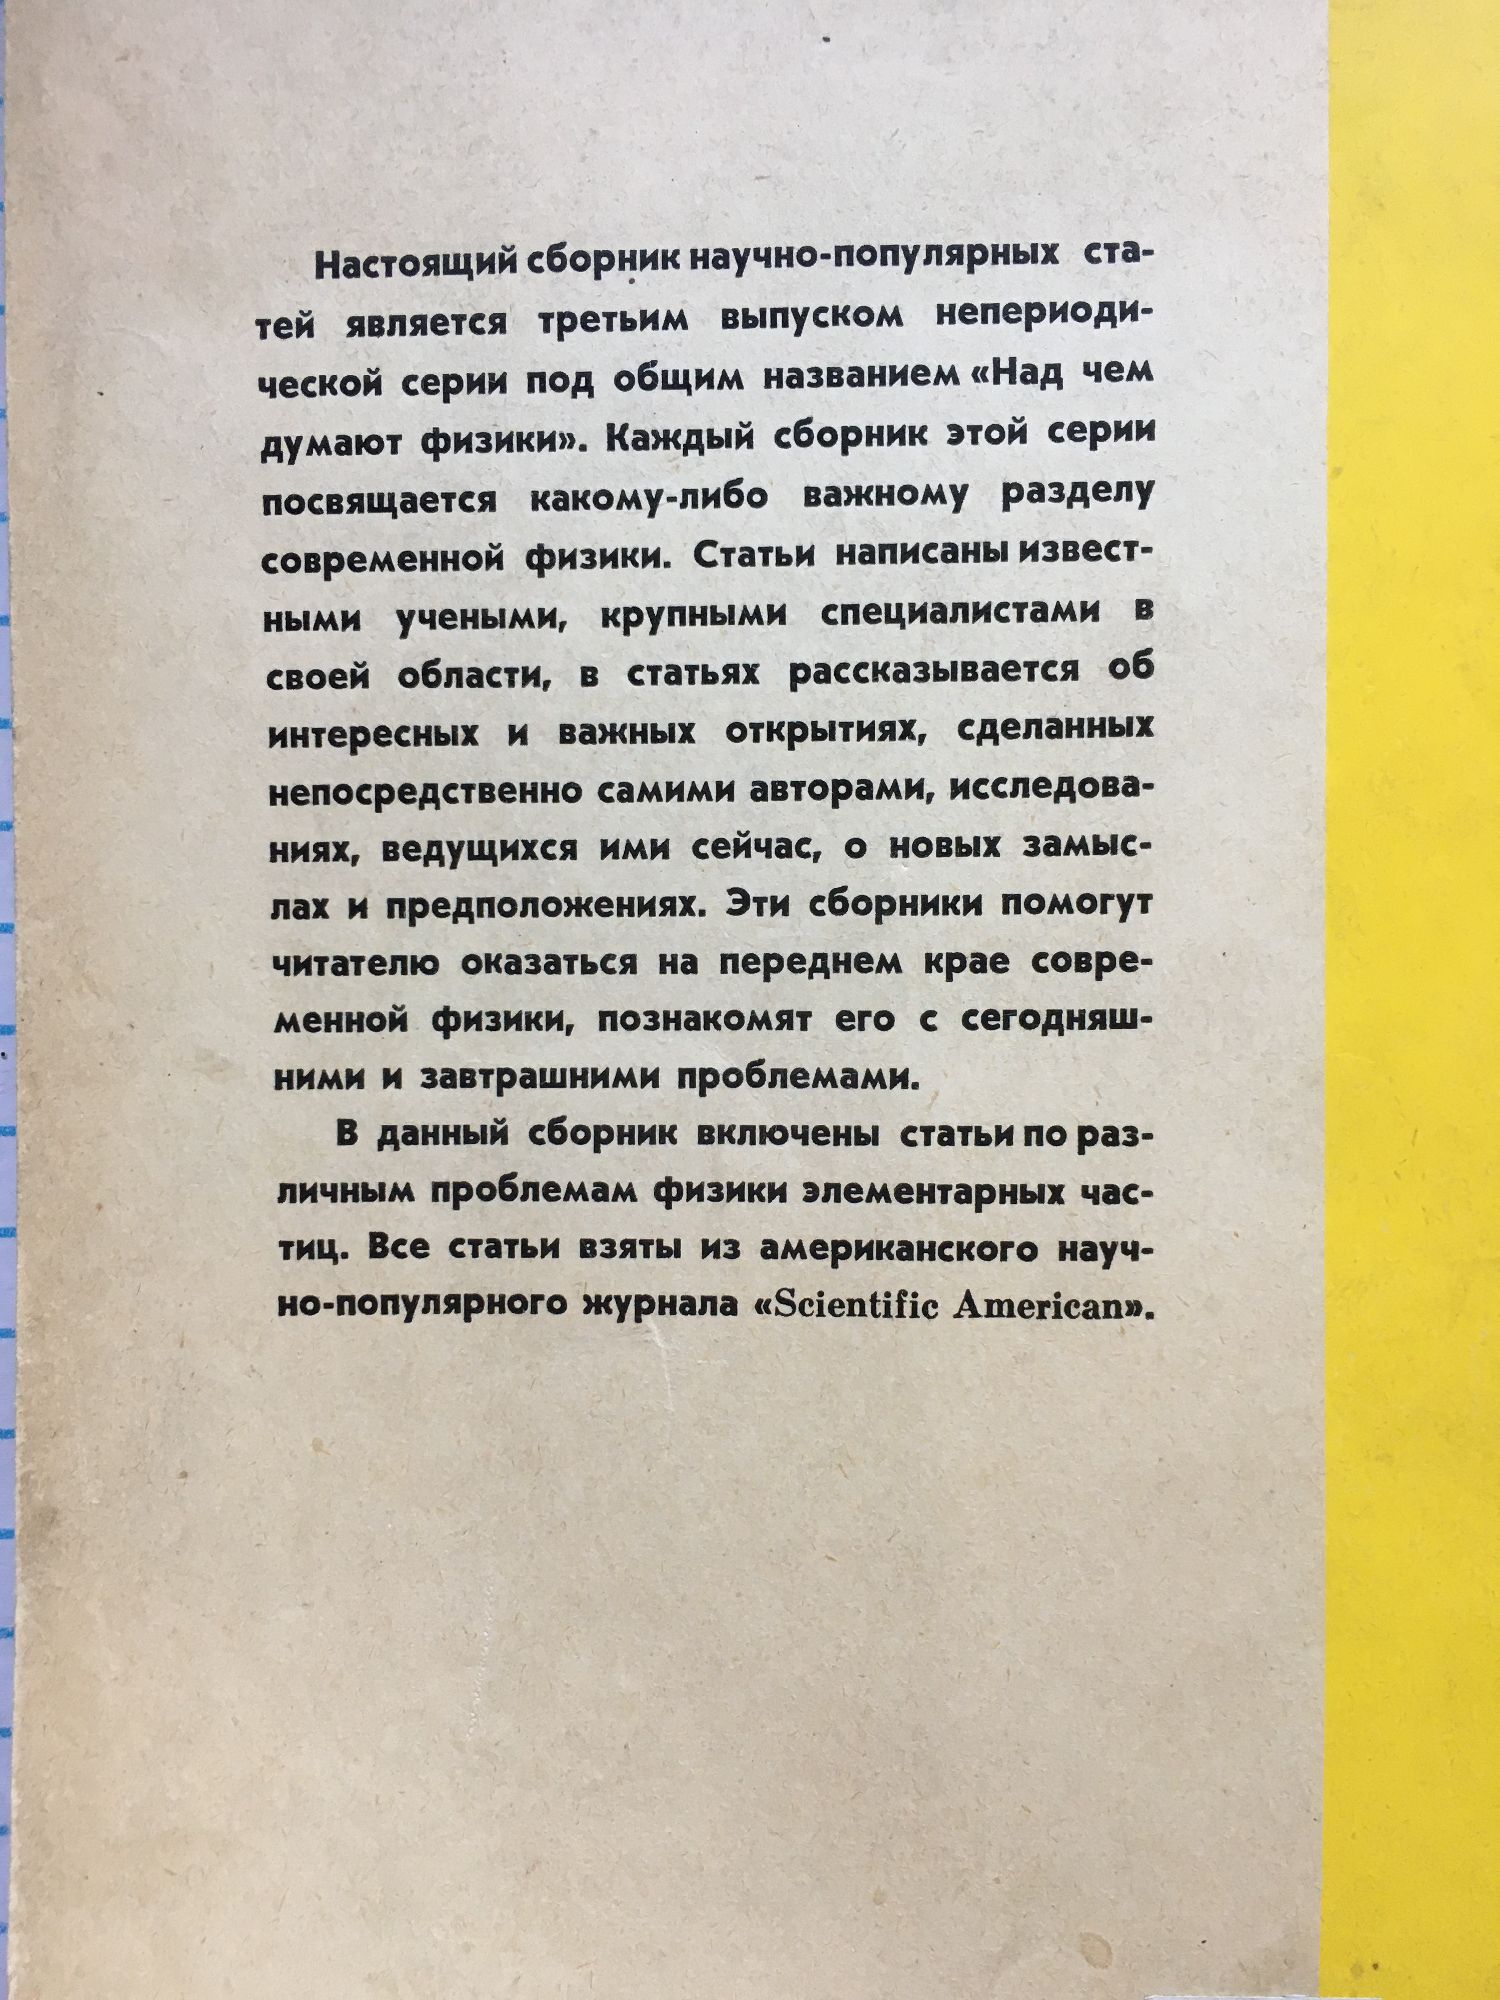 Настоящий сборник научно-популярных ста-
тей является третьим выпуском непериоди-
ческой серии под общим названием «Над чем
думают физики». Каждый сборник этой серии
посвящается какому-либо важному разделу
современной физики. Статьи написаны извест-
ными учеными, крупными специалистами в
своей области, в статьях рассказывается об
интересных и важных открытиях, сделанных
непосредственно самими авторами, исследова-
ниях, ведущихся ими сейчас, о новых замыс-
лах и предположениях. Эти сборники помогут
читателю оказаться на переднем крае совре-
менной физики, познакомят его с сегодняш-
ними и завтрашними проблемами.
В данный сборник включены статьи по раз-
личным проблемам физики элементарных час-
тиц. Все статьи взяты из американского науч-
но-популярного журнала «Scientific American».